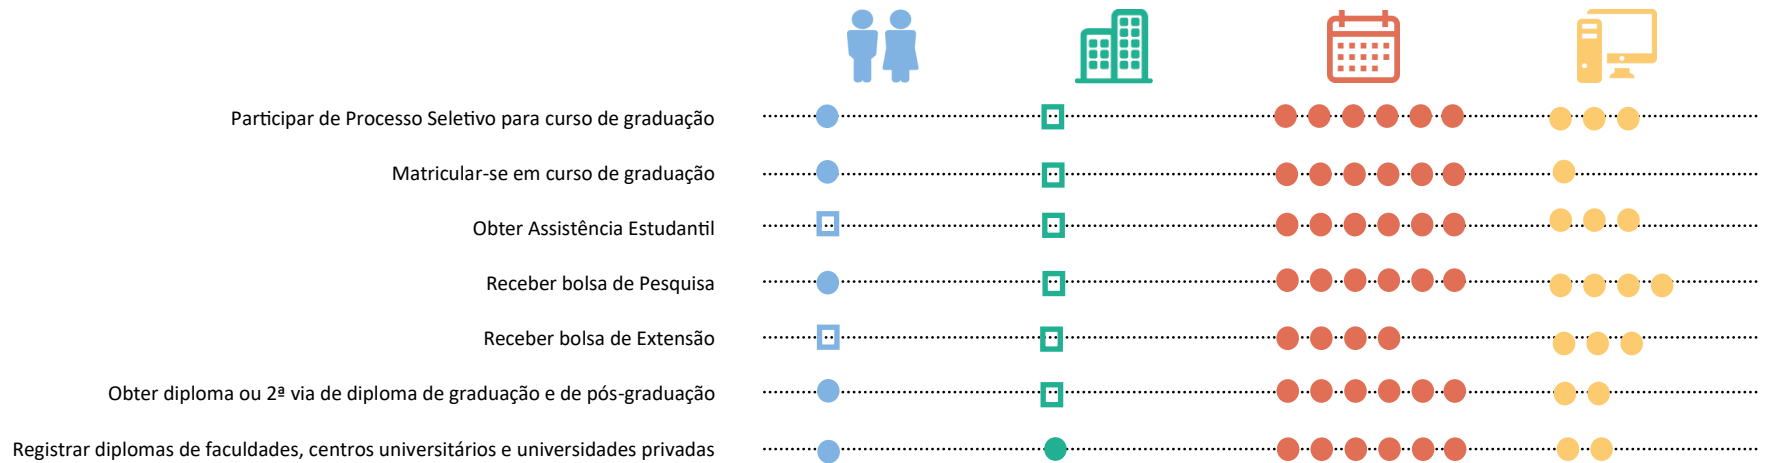 Participar de Processo Seletivo para curso de graduação
Matricular-se em curso de graduação
Obter Assistência Estudantil
Receber bolsa de Pesquisa
Receber bolsa de Extensão
Obter diploma ou 2ª via de diploma de graduação e de pós-graduação
Registrar diplomas de faculdades, centros universitários e universidades privadas